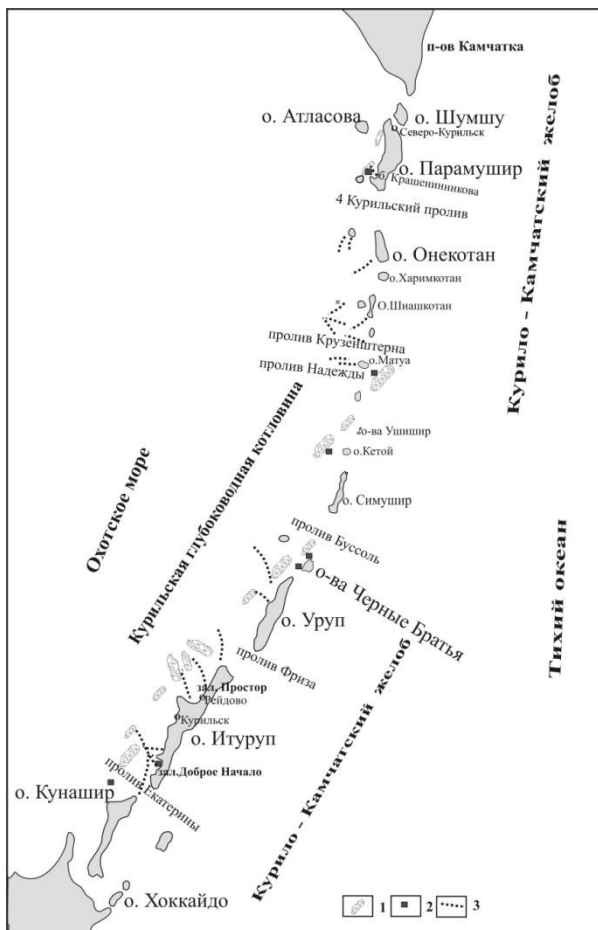 п-ов Камчатка
о. Атласова
о. Шумшу
Северо-Курильск
о. Парамушир
зб. Крашенинникова
4 Курильский пролив
о. Онекотан
о.Харимкотан
О.Шиашкотан
пролив Крузенштерна
о.Матуа
пролив Надежды
о-ва Ушишир
о.Кетой
о. Симушир
пролив Буссоль
о-ва Черные Братья
о. Уруп
пролив Фриза
зал. Простор
Рейдово
Курильск
о. Итуруп
зал.Доброе Начало
о. Кунашир
пролив Екатерины
о. Хоккайдо
Охотское море
Курильская глубоководная котловина
Курило - Камчатский желоб
Тихий океан
Курило - Камчатский желоб
1 2 3